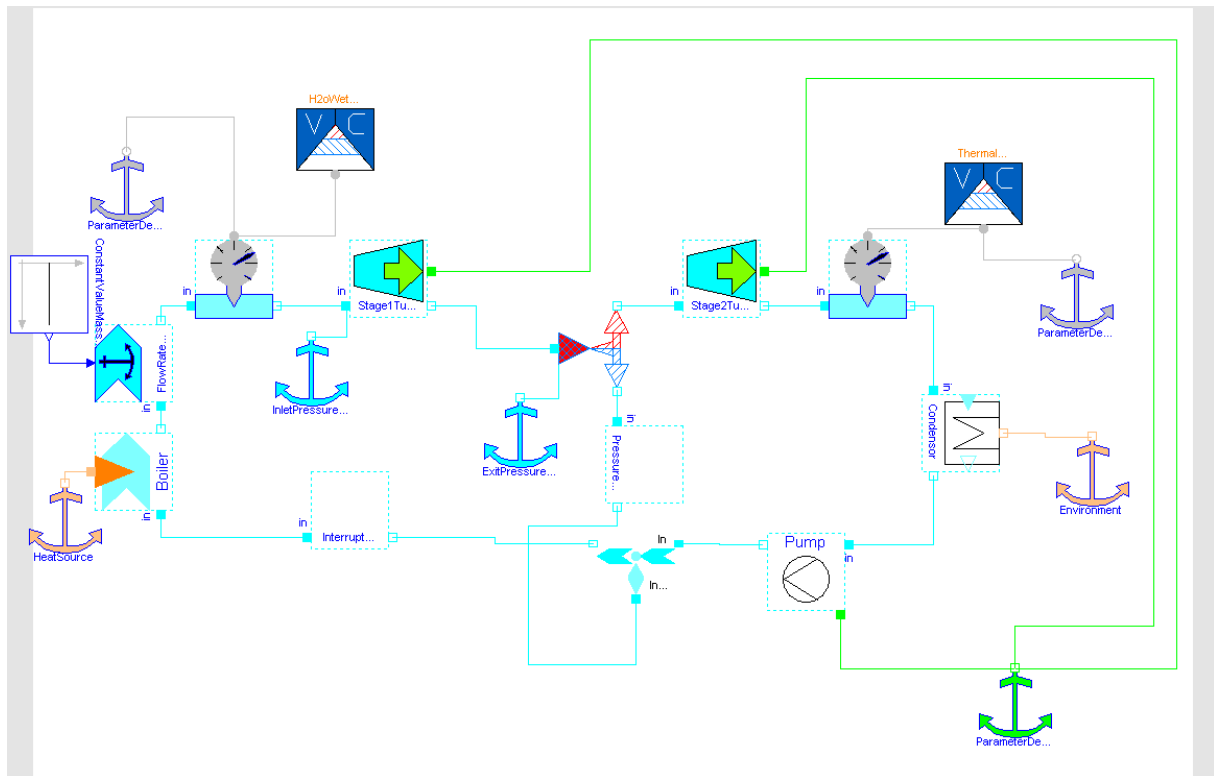 H2oWet...
V C
Thermal...
V C
ParameterDe...
ConstantValueMass
in
in
Stage1Tu...
in
Stage2Tu...
in
ParameterDe...
FlowRate...
in
InletPressure...
in
Condensor
in
in
Pressure...
Boiler
in
ExitPressure...
Environment
HeatSource
in
Interrupt...
In
In...
Pump
in
ParameterDe...